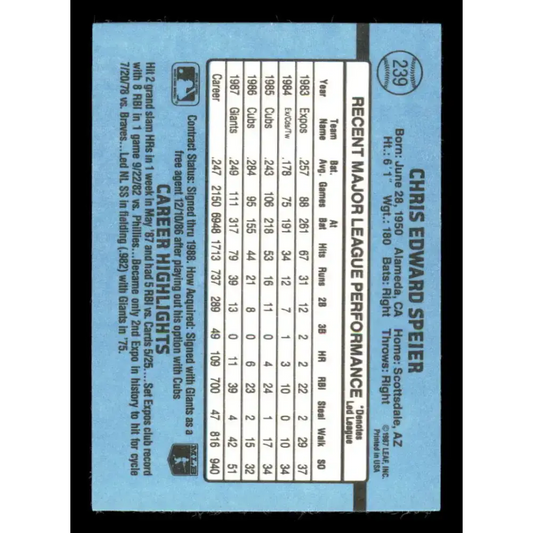 239
CHRIS EDWARD SPEIER
Born: June 28, 1950 Alameda, CA Home: Scottsdale, AZ
Ht.: 6'1" Wgt.: 180 Bats: Right Throws: Right
©1987 LEAF, INC.
Printed in USA
RECENT MAJOR LEAGUE PERFORMANCE
*Denotes
Led League
Year Team Name Bat. Avg. Games At Bat Hits Runs 2B 3B HR RBI Steal Walk SO
1983 Expos .257 88 261 67 31 12 2 2 22 2 29 37
1984 Ex/Cos/Tw .178 75 191 34 12 7 1 3 10 0 34
1985 Cubs .243 106 218 53 16 11 0 4 24 1 17 34
1986 Cubs .284 95 155 44 21 8 0 6 23 2 15 32
1987 Giants .249 111 317 79 39 13 0 11 39 4 42 51
Career .247 2150 6948 1713 737 289 49 109 700 47 816 940
Contract Status: Signed thru 1988. How Acquired: Signed with Giants as a
free agent 12/10/86 after playing out his option with Cubs
CAREER HIGHLIGHTS
Hit 2 grand slam HRs in 1 week in May '87 and had 5 RBI vs. Cards 5/25....Set Expos club record
with 8 RBI in 1 game 9/22/82 vs. Phillies...Became only 2nd Expo in history to hit for cycle
7/20/78 vs. Braves...Led NL SS in fielding (.982) with Giants in '75.